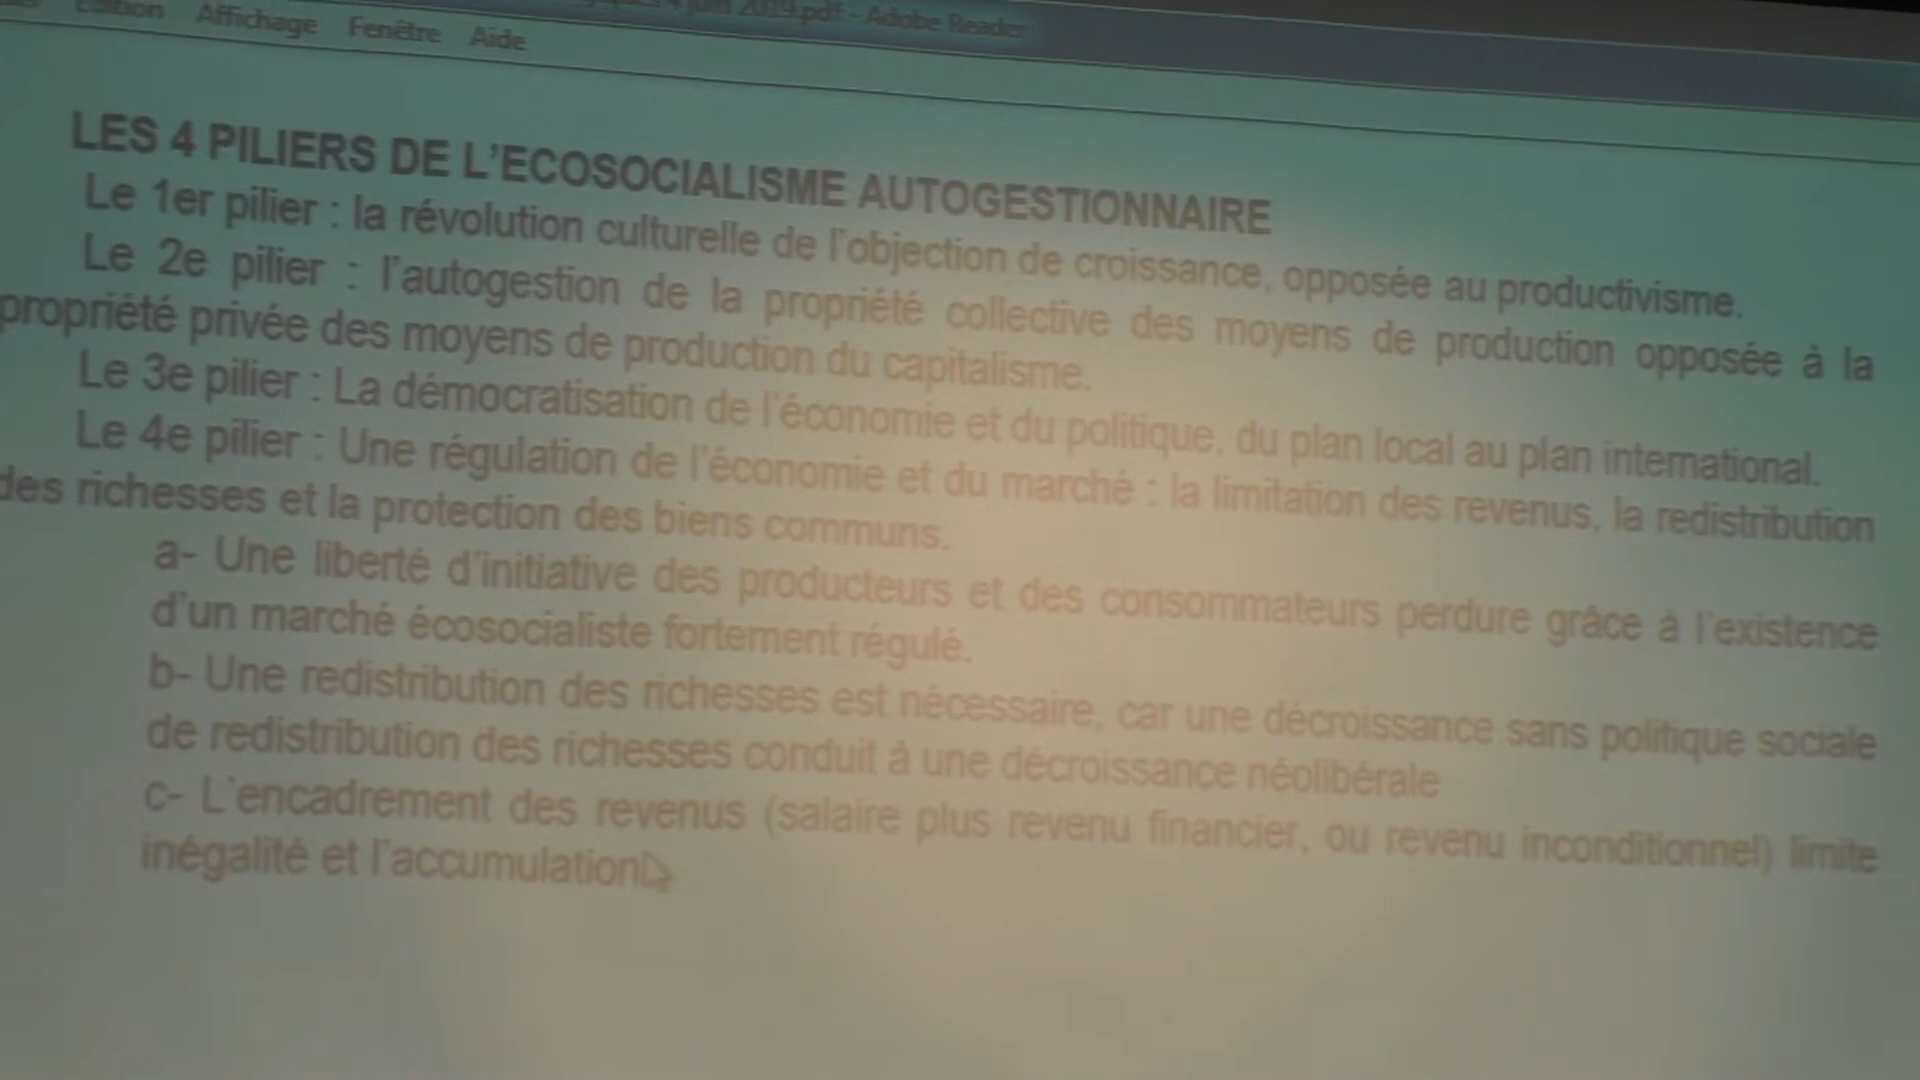 Edition Affichage Fenêtre Aide
4 juin 2019.pdf - Adobe Reader
LES 4 PILIERS DE L'ECOSOCIALISME AUTOGESTIONNAIRE
Le 1er pilier : la révolution culturelle de l'objection de croissance, opposée au productivisme.
Le 2e pilier : l'autogestion de la propriété collective des moyens de production opposée à la
propriété privée des moyens de production du capitalisme.
Le 3e pilier : La démocratisation de l'économie et du politique, du plan local au plan international.
Le 4e pilier : Une régulation de l'économie et du marché : la limitation des revenus, la redistribution
des richesses et la protection des biens communs.
a- Une liberté d'initiative des producteurs et des consommateurs perdure grâce à l'existence
d'un marché écosocialiste fortement régulé.
b- Une redistribution des richesses est nécessaire, car une décroissance sans politique sociale
de redistribution des richesses conduit à une décroissance néolibérale
c- L'encadrement des revenus (salaire plus revenu financier, ou revenu inconditionnel) limite
inégalité et l'accumulation